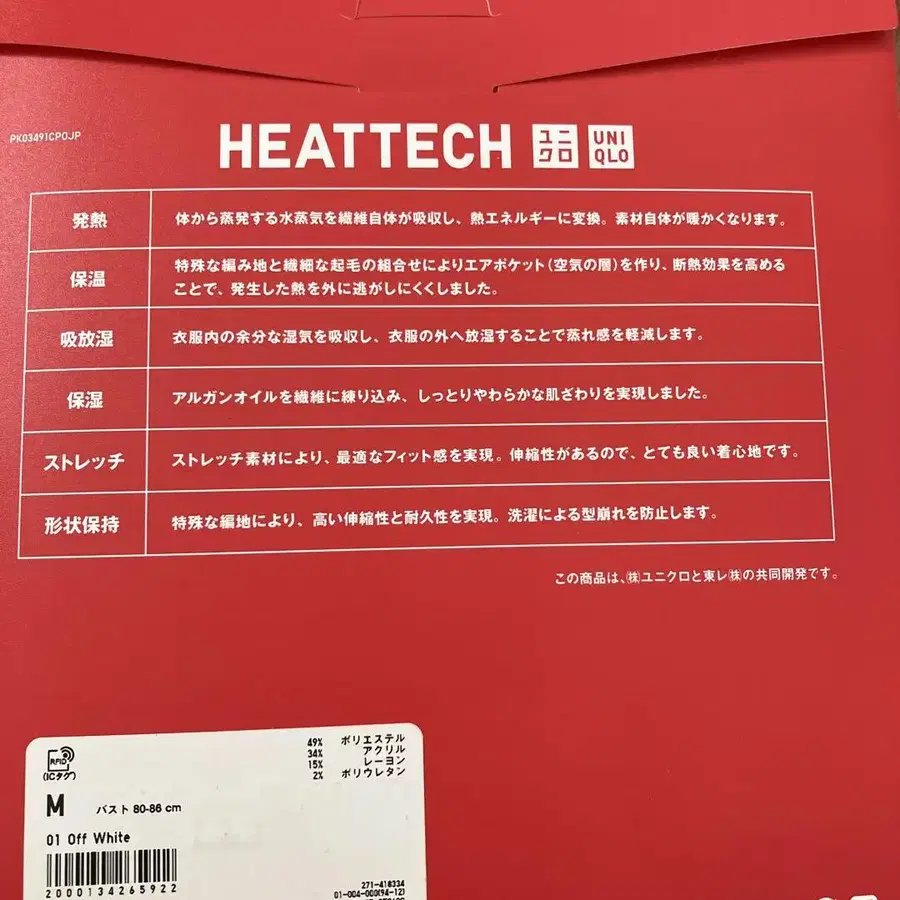 PK03491CPOJP
HEATTECH ユニクロ UNIQLO
発熱
体から蒸発する水蒸気を繊維自体が吸収し、熱エネルギーに変換。素材自体が暖かくなります。
保温
特殊な編み地と繊細な起毛の組合せによりエアポケット(空気の層)を作り、断熱効果を高める
ことで、発生した熱を外に逃がしにくくしました。
吸放湿
衣服内の余分な湿気を吸収し、衣服の外へ放湿することで蒸れ感を軽減します。
保湿
アルガンオイルを繊維に練り込み、しっとりやわらかな肌ざわりを実現しました。
ストレッチ
ストレッチ素材により、最適なフィット感を実現。伸縮性があるので、とても良い着心地です。
形状保持
特殊な編地により、高い伸縮性と耐久性を実現。洗濯による型崩れを防止します。
この商品は、㈱ユニクロと東レ㈱の共同開発です。
RFID
(ICタグ)
49% ポリエステル
34% アクリル
15% レーヨン
2% ポリウレタン
M バスト 80-86 cm
01 Off White
2000134265922
271-418334
01-004-000(94-12)